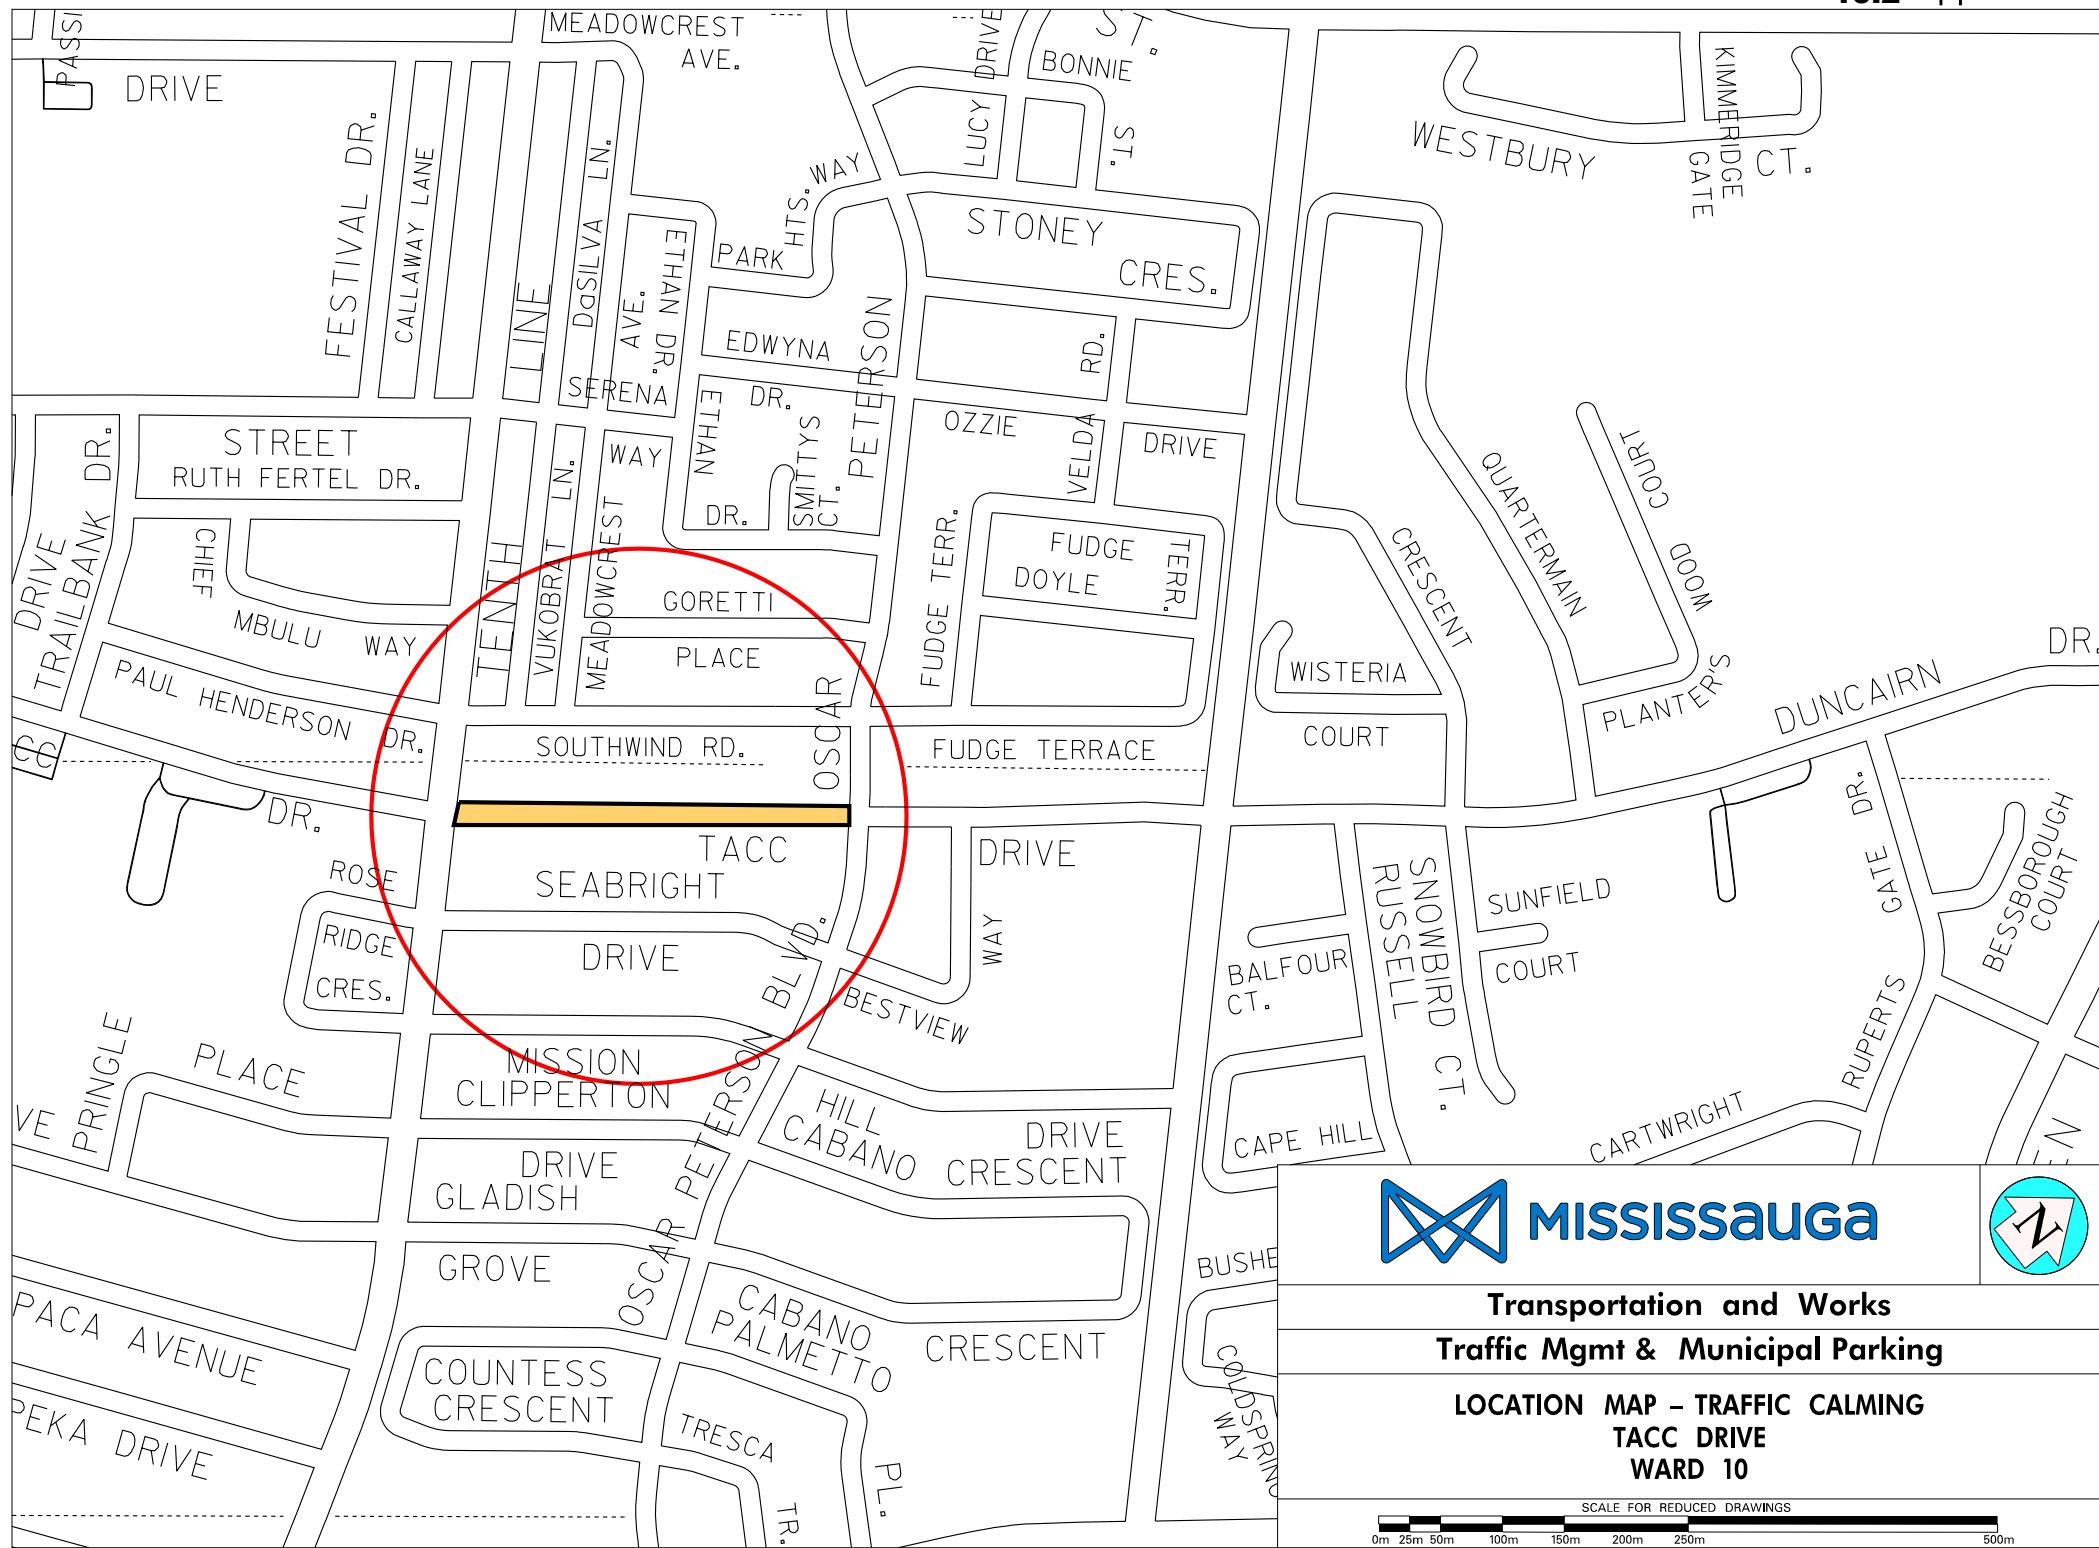 MEADOWCREST
AVE.
DRIVE
ST.
BONNIE
ST.
LUCY
DRIVE
FESTIVAL DR.
CALLAWAY LANE
LINE
DaSILVA LN.
AVE.
ETHAN DR.
SERENA
WAY
PARK
HTS. WAY
EDWYNA
DR.
ETHAN
DR.
SMITTYS
CT.
PETERSON
STONEY
CRES.
RD.
VELDA
OZZIE
DRIVE
WESTBURY
CT.
KIMMERIDGE
GATE
STREET
RUTH FERTEL DR.
DRIVE
TRAILBANK DR.
CHIEF
MBULU WAY
PAUL HENDERSON DR.
TENTH
VUKOBRAT LN.
MEADOWCREST
GORETTI
PLACE
FUDGE TERR.
FUDGE
TERR.
DOYLE
QUARTERMAIN
CRESCENT
COURT
WOOD
PLANTER'S
WISTERIA
COURT
DUNCAIRN
DR.
SOUTHWIND RD.
OSCAR
FUDGE TERRACE
CC
DR.
TACC
DRIVE
SEABRIGHT
DRIVE
ROSE
RIDGE
CRES.
BLVD.
WAY
BESTVIEW
BALFOUR
CT.
RUSSELL
SNOWBIRD CT.
SUNFIELD
COURT
GATE DR.
RUPERTS
BESSBOROUGH
COURT
PRINGLE
PLACE
VE
MISSION
CLIPPERTON
DRIVE
GLADISH
GROVE
OSCAR PETERSON
HILL
CABANO
DRIVE
CRESCENT
CAPE HILL
CARTWRIGHT
EN
PACA AVENUE
PEKA DRIVE
COUNTESS
CRESCENT
CABANO
PALMETTO
CRESCENT
TRESCA
TR.
PL.
BUSHE
COLDSPRING
WAY
MISSISSAUGA
N
Transportation and Works
Traffic Mgmt & Municipal Parking
LOCATION MAP – TRAFFIC CALMING
TACC DRIVE
WARD 10
SCALE FOR REDUCED DRAWINGS
0m 25m 50m 100m 150m 200m 250m 500m